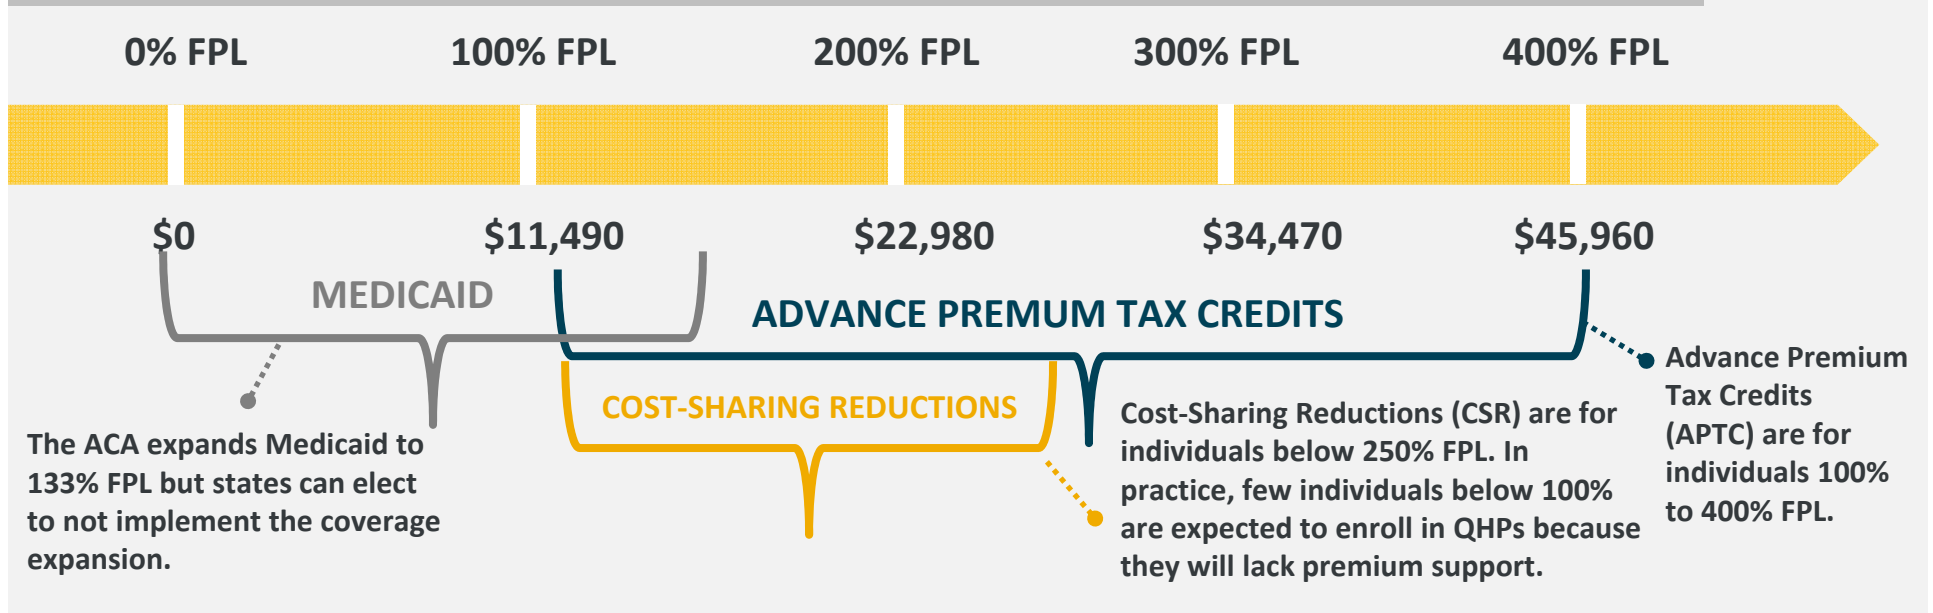 0% FPL
100% FPL
200% FPL
300% FPL
400% FPL
$0
$11,490
$22,980
$34,470
$45,960
MEDICAID
ADVANCE PREMIUM TAX CREDITS
COST-SHARING REDUCTIONS
The ACA expands Medicaid to
133% FPL but states can elect
to not implement the coverage
expansion.
Cost-Sharing Reductions (CSR) are for
individuals below 250% FPL. In
practice, few individuals below 100%
are expected to enroll in QHPs because
they will lack premium support.
Advance Premium
Tax Credits
(APTC) are for
individuals 100%
to 400% FPL.